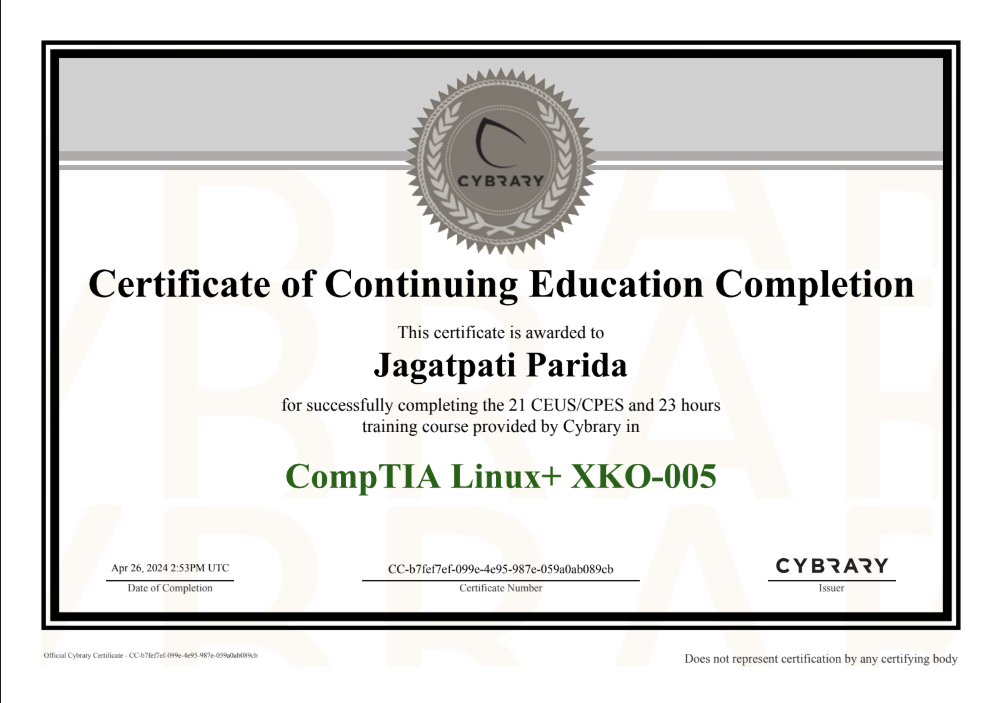 CYBRARY
Certificate of Continuing Education Completion
This certificate is awarded to
Jagatpati Parida
for successfully completing the 21 CEUS/CPES and 23 hours
training course provided by Cybrary in
CompTIA Linux+ XKO-005
Apr 26, 2024 2:53PM UTC
Date of Completion
CC-b7fef7ef-099e-4e95-987e-059a0ab089cb
Certificate Number
CYBRARY
Issuer
Official Cybrary Certificate - CC-b7fef7ef-099e-4e95-987e-059a0ab089cb
Does not represent certification by any certifying body